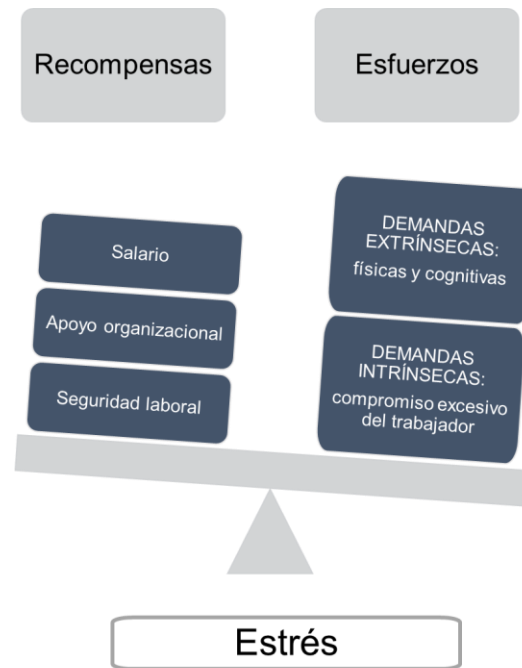 Recompensas
Esfuerzos
Salario
Apoyo organizacional
Seguridad laboral
DEMANDAS
EXTRÍNSECAS:
físicas y cognitivas
DEMANDAS
INTRÍNSECAS:
compromiso excesivo
del trabajador
Estrés